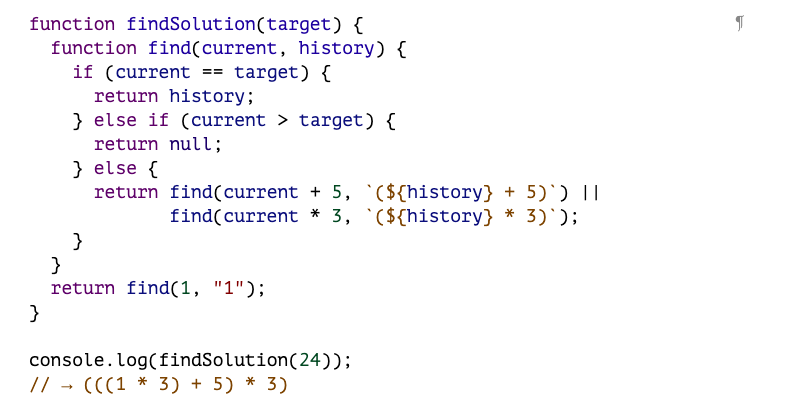 function findSolution(target) {
¶
  function find(current, history) {
    if (current == target) {
      return history;
    } else if (current > target) {
      return null;
    } else {
      return find(current + 5, `(${history} + 5)`) ||
             find(current * 3, `(${history} * 3)`);
    }
  }
  return find(1, "1");
}

console.log(findSolution(24));
// → (((1 * 3) + 5) * 3)